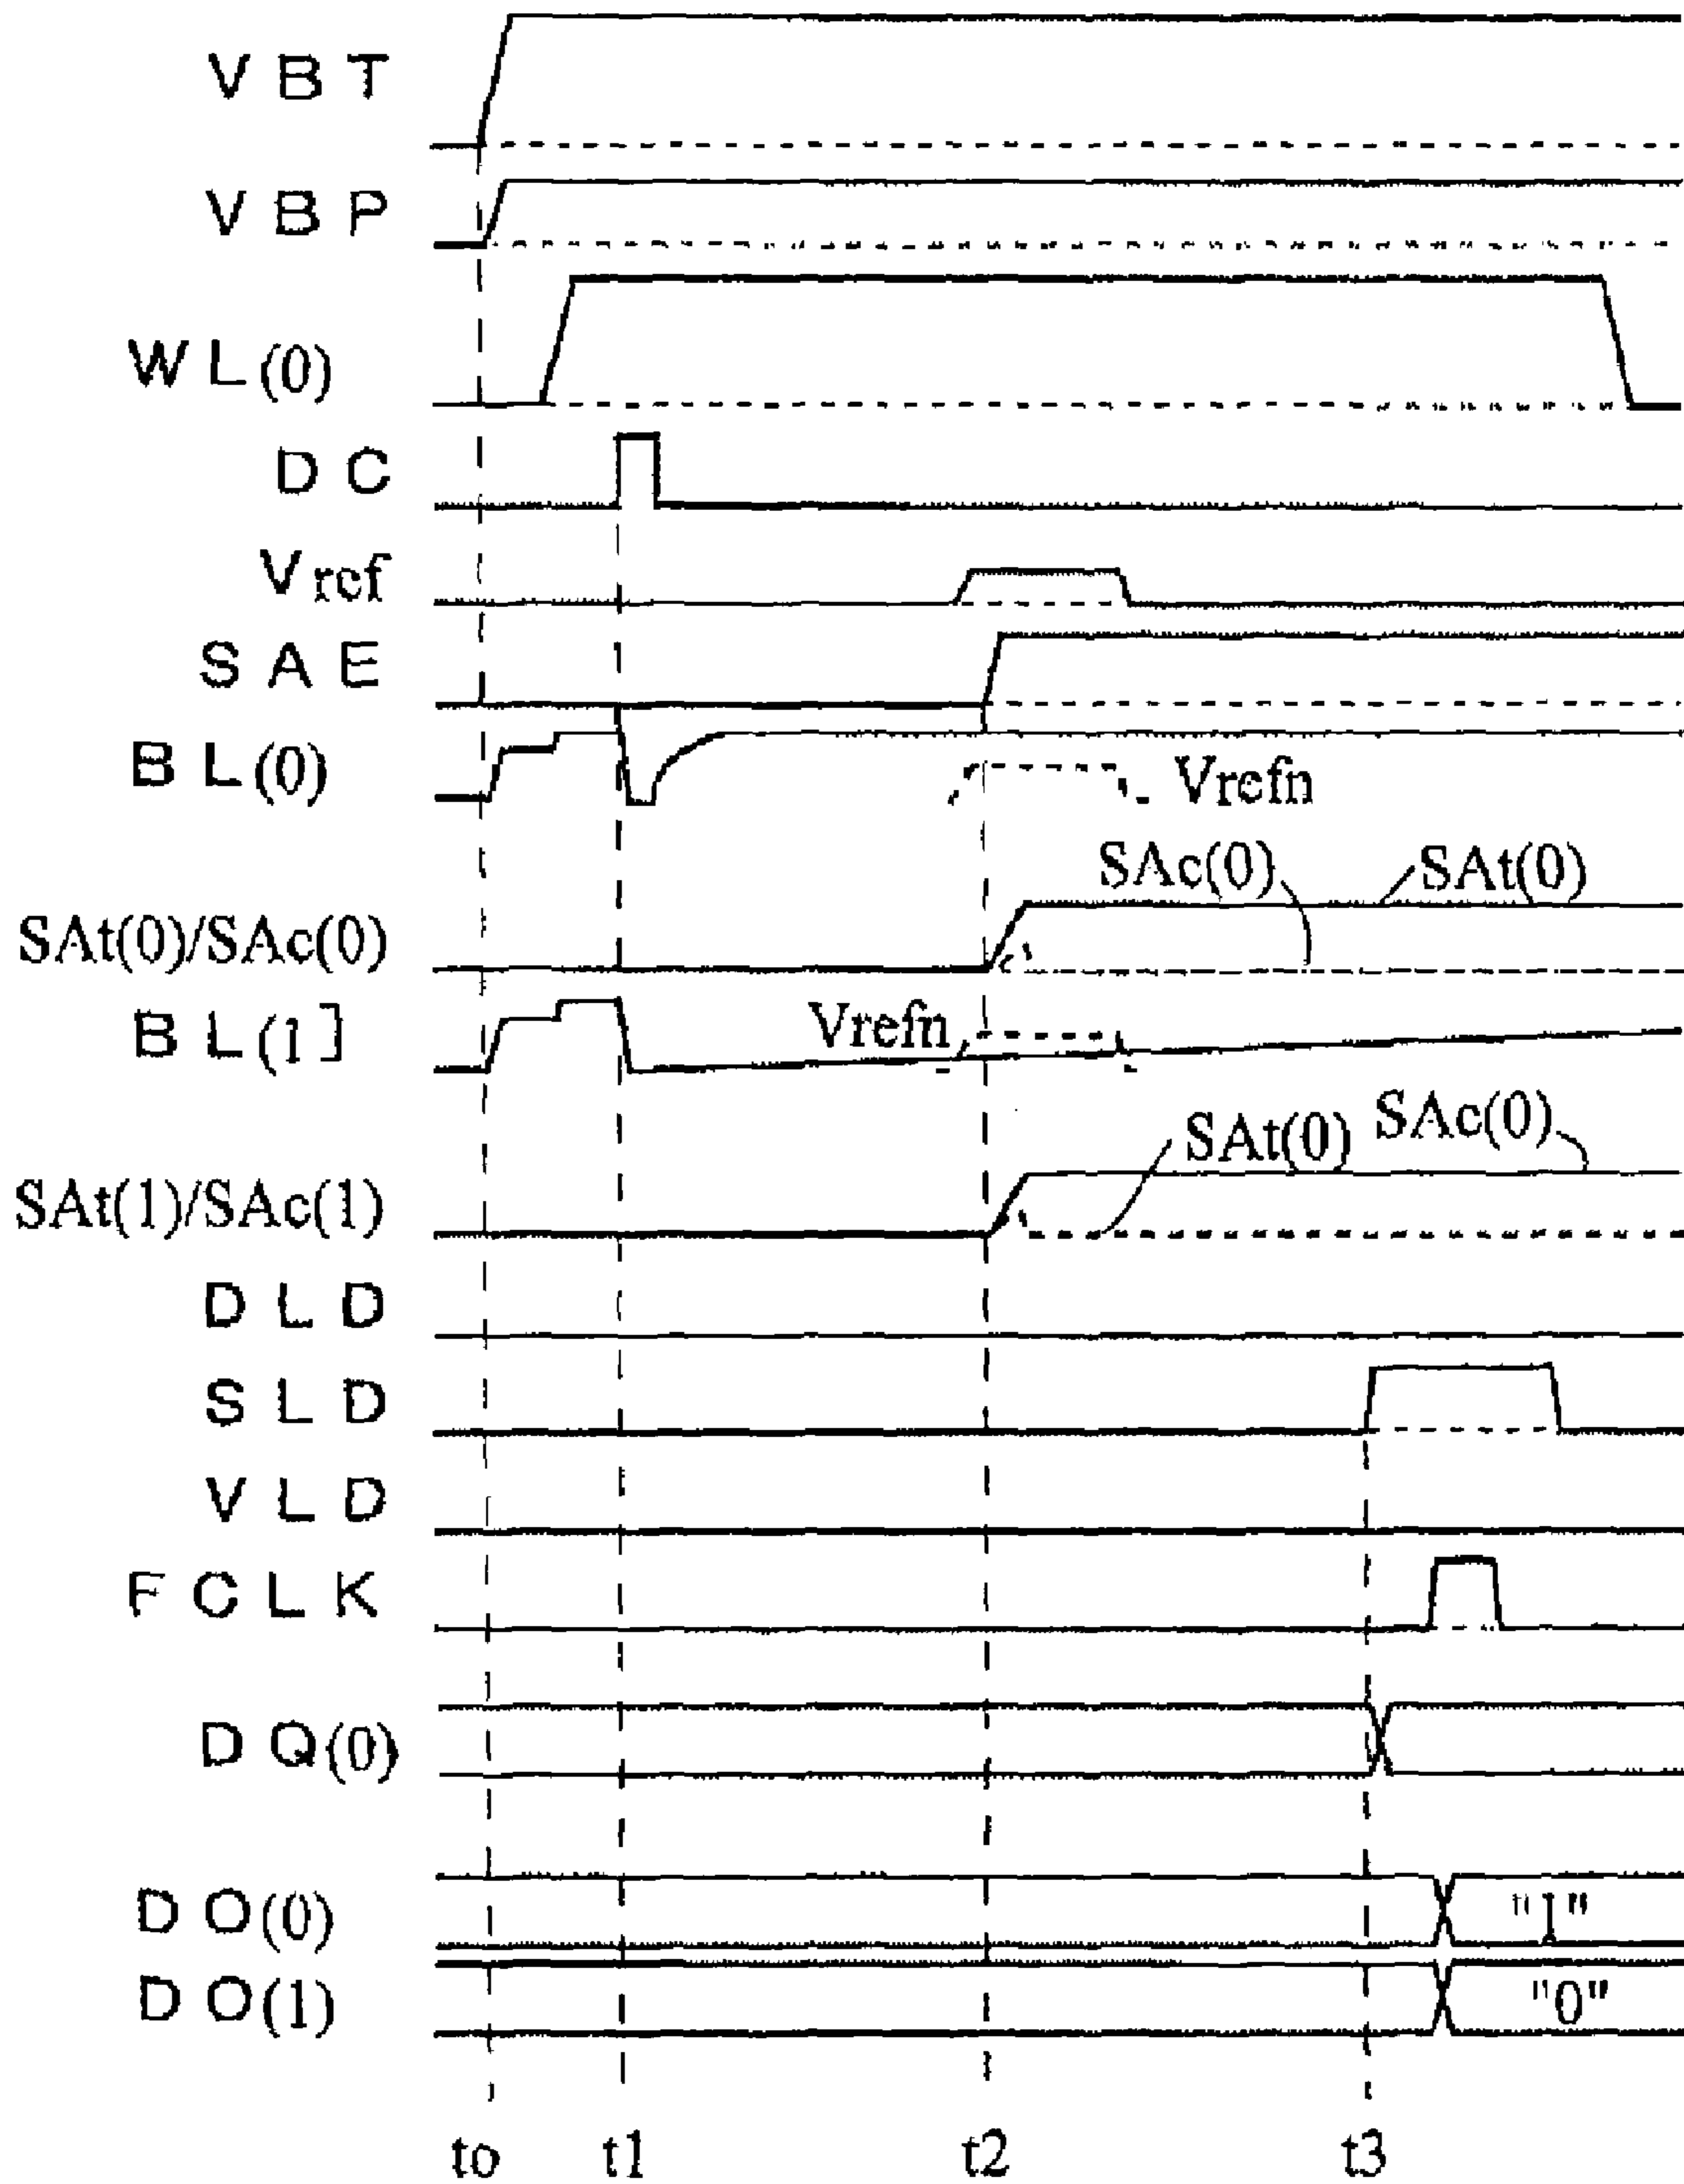 VBT
VBP
WL(0)
DC
Vref
SAE
BL(0)
Vrefn
SAc(0) SAt(0)
SAt(0)/SAc(0)
BL(1]
Vrefn
SAt(0) SAc(0)
SAt(1)/SAc(1)
DLD
SLD
VLD
FCLK
DQ(0)
DO(0) "1"
DO(1) "0"
to t1 t2 t3